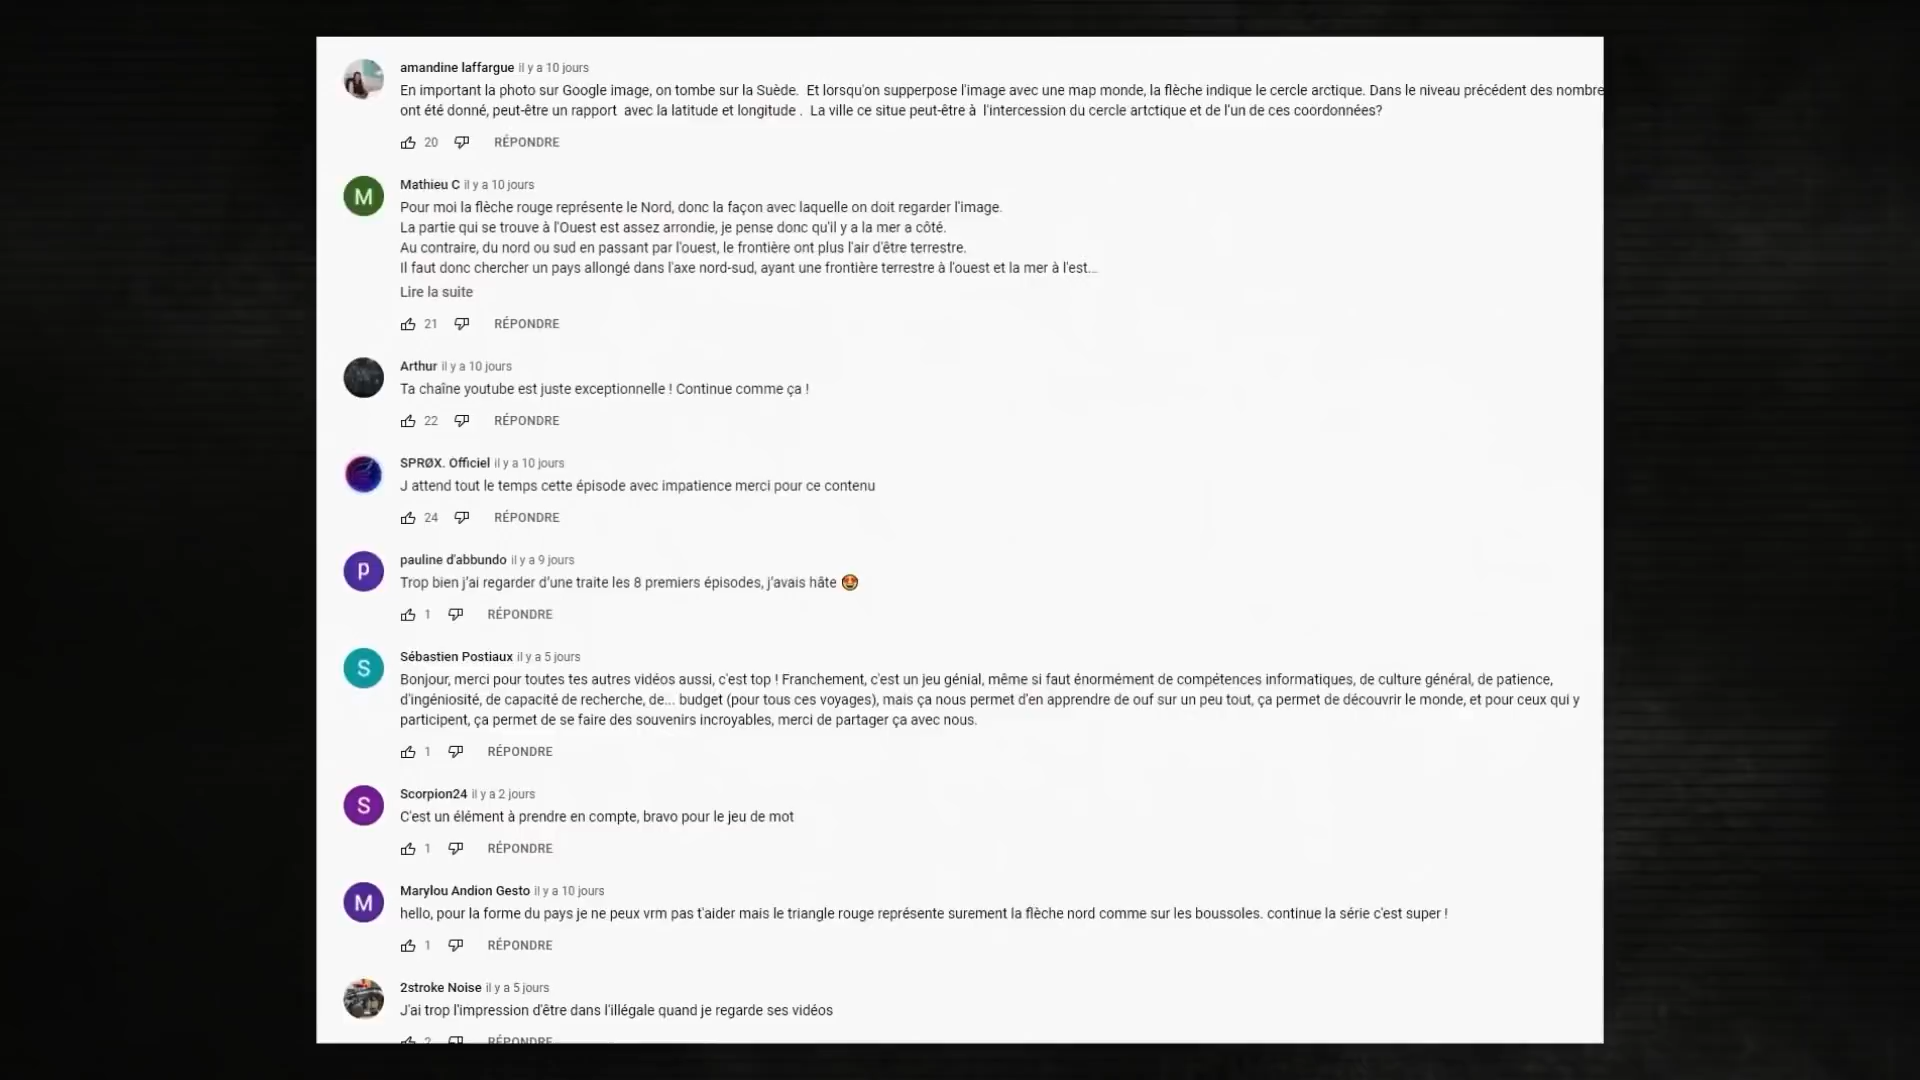 amandine laffargue il y a 10 jours
En important la photo sur Google image, on tombe sur la Suède.  Et lorsqu'on supperpose l'image avec une map monde, la flèche indique le cercle arctique. Dans le niveau précédent des nombre
ont été donné, peut-être un rapport  avec la latitude et longitude .  La ville ce situe peut-être à  l'intercession du cercle artctique et de l'un de ces coordonnées?
20 RÉPONDRE
M
Mathieu C il y a 10 jours
Pour moi la flèche rouge représente le Nord, donc la façon avec laquelle on doit regarder l'image.
La partie qui se trouve à l'Ouest est assez arrondie, je pense donc qu'il y a la mer a côté.
Au contraire, du nord ou sud en passant par l'ouest, le frontière ont plus l'air d'être terrestre.
Il faut donc chercher un pays allongé dans l'axe nord-sud, ayant une frontière terrestre à l'ouest et la mer à l'est...
Lire la suite
21 RÉPONDRE
Arthur il y a 10 jours
Ta chaîne youtube est juste exceptionnelle ! Continue comme ça !
22 RÉPONDRE
SPRØX. Officiel il y a 10 jours
J attend tout le temps cette épisode avec impatience merci pour ce contenu
24 RÉPONDRE
p
pauline d'abbundo il y a 9 jours
Trop bien j'ai regarder d'une traite les 8 premiers épisodes, j'avais hâte 🤩
1 RÉPONDRE
S
Sébastien Postiaux il y a 5 jours
Bonjour, merci pour toutes tes autres vidéos aussi, c'est top ! Franchement, c'est un jeu génial, même si faut énormément de compétences informatiques, de culture général, de patience,
d'ingéniosité, de capacité de recherche, de... budget (pour tous ces voyages), mais ça nous permet d'en apprendre de ouf sur un peu tout, ça permet de découvrir le monde, et pour ceux qui y
participent, ça permet de se faire des souvenirs incroyables, merci de partager ça avec nous.
1 RÉPONDRE
S
Scorpion24 il y a 2 jours
C'est un élément à prendre en compte, bravo pour le jeu de mot
1 RÉPONDRE
M
Marylou Andion Gesto il y a 10 jours
hello, pour la forme du pays je ne peux vrm pas t'aider mais le triangle rouge représente surement la flèche nord comme sur les boussoles. continue la série c'est super !
1 RÉPONDRE
2stroke Noise il y a 5 jours
J'ai trop l'impression d'être dans l'illégale quand je regarde ses vidéos
2 RÉPONDRE